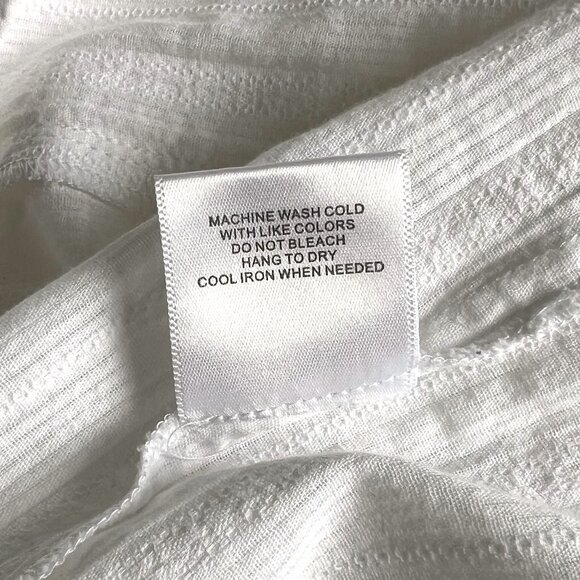 MACHINE WASH COLD
WITH LIKE COLORS
DO NOT BLEACH
HANG TO DRY
COOL IRON WHEN NEEDED